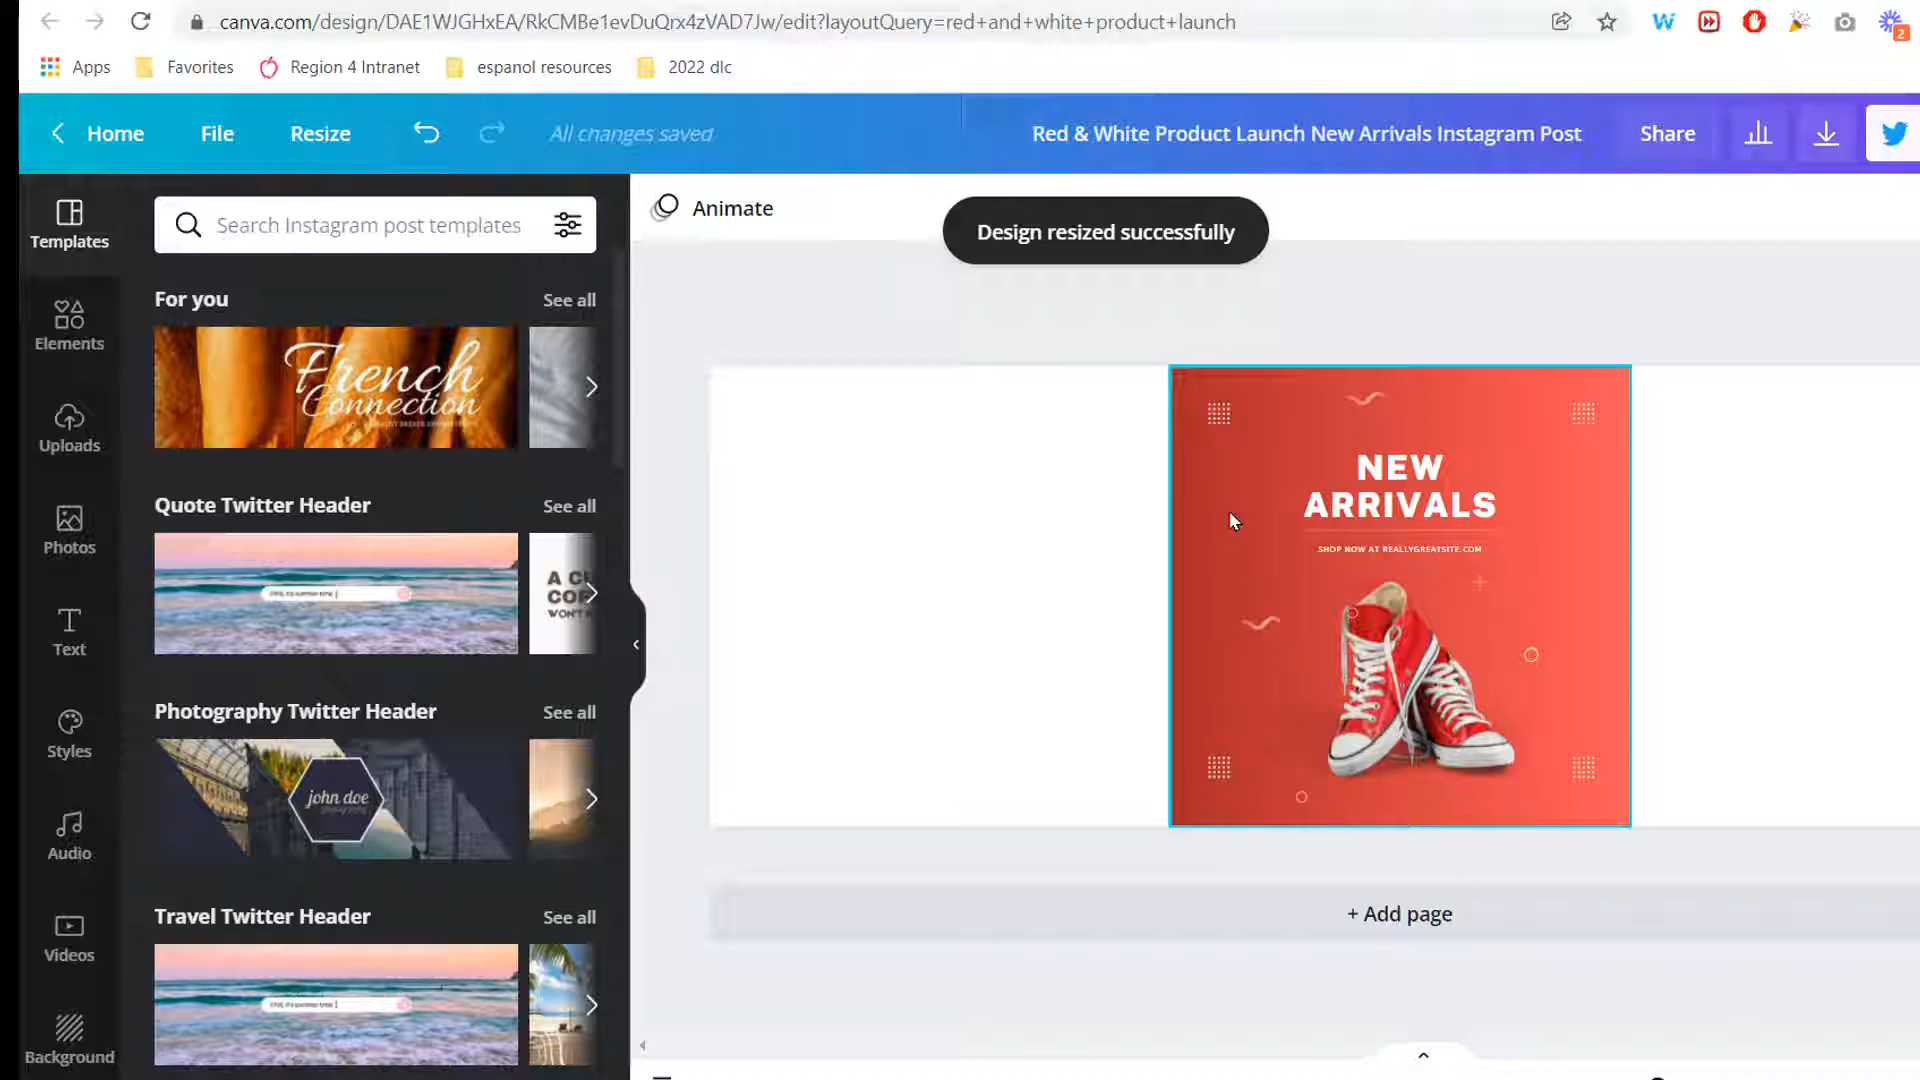 canva.com/design/DAE1WJGHxEA/RkCMBe1evDuQrx4zVAD7Jw/edit?layoutQuery=red+and+white+product+launch
2
Apps
Favorites
Region 4 Intranet
espanol resources
2022 dlc
Home
File
Resize
All changes saved
Red & White Product Launch New Arrivals Instagram Post
Share
Templates
Elements
Uploads
Photos
Text
Styles
Audio
Videos
Background
Search Instagram post templates
For you
See all
French
Connection
Quote Twitter Header
See all
Photography Twitter Header
See all
john doe
Travel Twitter Header
See all
Animate
Design resized successfully
NEW
ARRIVALS
SHOP NOW AT REALLYGREATSITE.COM
+ Add page